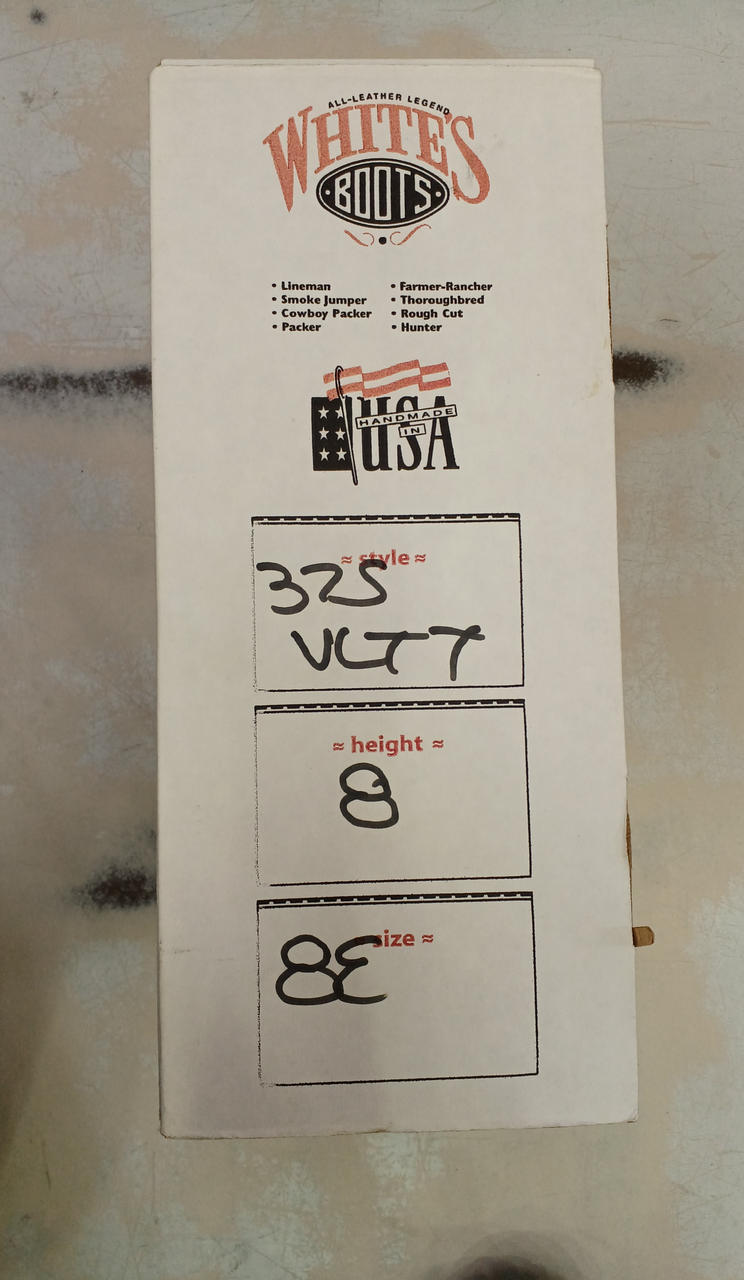 ALL-LEATHER LEGEND
WHITE'S
BOOTS
• Lineman
• Smoke Jumper
• Cowboy Packer
• Packer
• Farmer-Rancher
• Thoroughbred
• Rough Cut
• Hunter
HANDMADE
IN
USA
≈ style ≈
375
VLTT
≈ height ≈
8
size ≈
8E